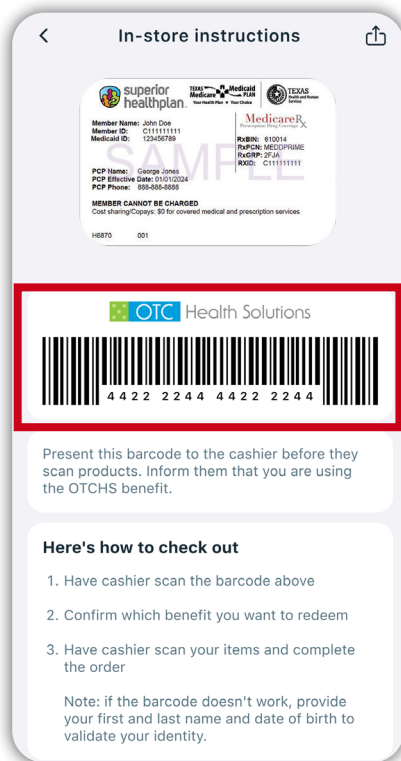 In-store instructions
superior healthplan.
TEXAS Medicare Medicaid PLAN
Your Health Plan ★ Your Choice
TEXAS
Health and Human Services
MedicareRx
Prescription Drug Coverage
Member Name: John Doe
Member ID: C111111111
Medicaid ID: 123456789
RxBIN: 610014
RxPCN: MEDDPRIME
RxGRP: 2FJA
RXID: C111111111
SAMPLE
PCP Name: George Jones
PCP Effective Date: 01/01/2024
PCP Phone: 888-888-8888
MEMBER CANNOT BE CHARGED
Cost sharing/Copays: $0 for covered medical and prescription services
H6870 001
OTC Health Solutions
4422 2244 4422 2244
Present this barcode to the cashier before they
scan products. Inform them that you are using
the OTCHS benefit.
Here's how to check out
1. Have cashier scan the barcode above
2. Confirm which benefit you want to redeem
3. Have cashier scan your items and complete
the order
Note: if the barcode doesn't work, provide
your first and last name and date of birth to
validate your identity.